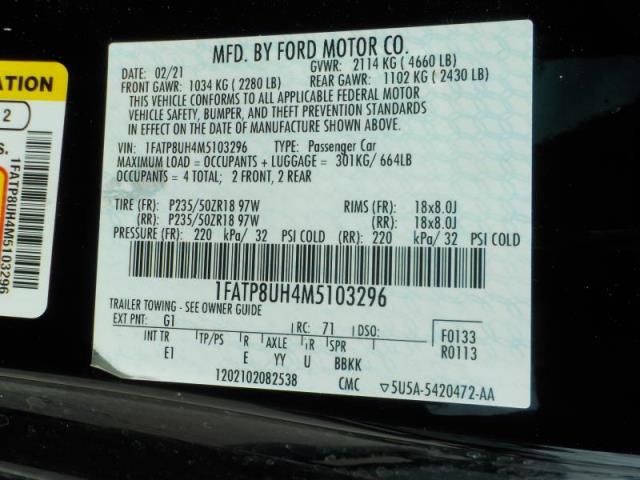 MFD. BY FORD MOTOR CO.
DATE: 02/21 GVWR: 2114 KG ( 4660 LB)
FRONT GAWR: 1034 KG ( 2280 LB) REAR GAWR: 1102 KG ( 2430 LB)
THIS VEHICLE CONFORMS TO ALL APPLICABLE FEDERAL MOTOR
VEHICLE SAFETY, BUMPER, AND THEFT PREVENTION STANDARDS
IN EFFECT ON THE DATE OF MANUFACTURE SHOWN ABOVE.
VIN: 1FATP8UH4M5103296 TYPE: Passenger Car
MAXIMUM LOAD = OCCUPANTS + LUGGAGE = 301KG/ 664LB
OCCUPANTS = 4 TOTAL; 2 FRONT, 2 REAR
TIRE (FR): P235/50ZR18 97W RIMS (FR): 18x8.0J
(RR): P235/50ZR18 97W (RR): 18x8.0J
PRESSURE (FR): 220 kPa/ 32 PSI COLD (RR): 220 kPa/ 32 PSI COLD
1FATP8UH4M5103296
TRAILER TOWING - SEE OWNER GUIDE
EXT PNT: G1 RC: 71 DSO: F0133
INT TR TP/PS R AXLE TR SPR R0113
E1 E YY U BBKK
1202102082538 CMC ▽5U5A-5420472-AA
ATION
2
S.
1FATP8UH4M5103296